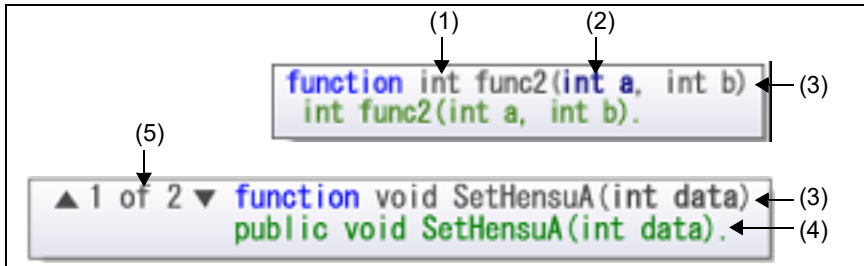 (1) (2)
function int func2(int a, int b) (3)
int func2(int a, int b).
(5)
▲ 1 of 2 ▼ function void SetHensuA(int data) (3)
public void SetHensuA(int data). (4)